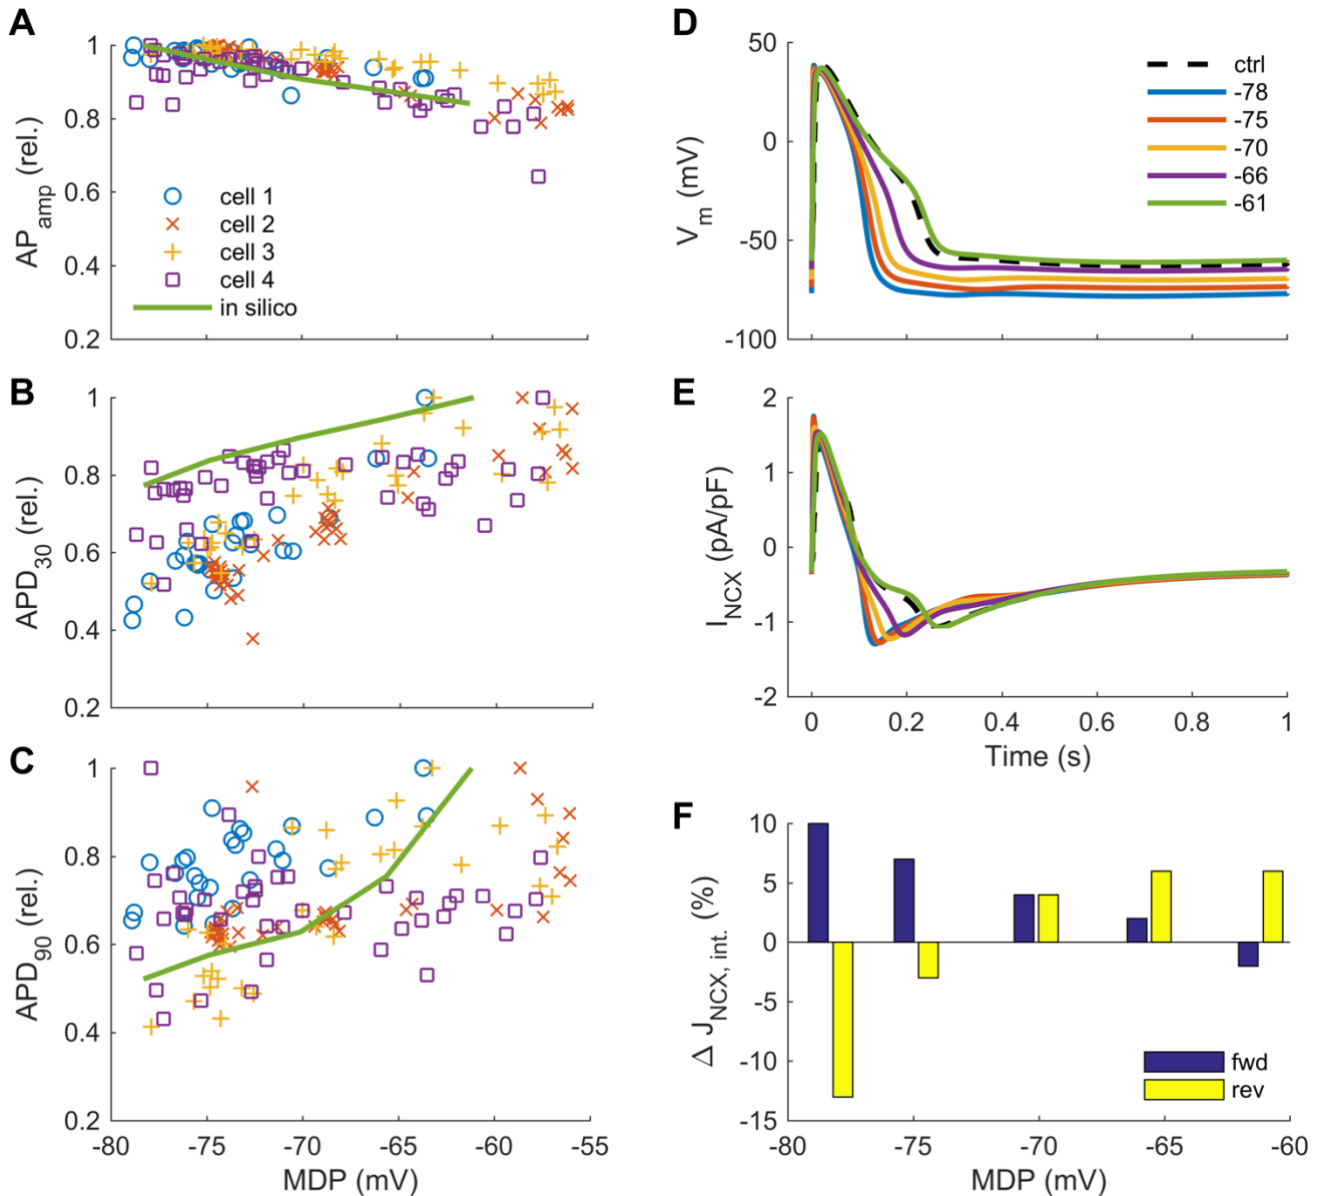 A
1
0.8
0.6
0.4
0.2
AP amp (rel.)
cell 1
cell 2
cell 3
cell 4
in silico
B
1
0.8
0.6
0.4
0.2
APD30 (rel.)
C
1
0.8
0.6
0.4
0.2
APD90 (rel.)
-80 -75 -70 -65 -60 -55
MDP (mV)
D
50
0
-50
-100
Vm (mV)
ctrl
-78
-75
-70
-66
-61
E
2
1
0
-1
-2
INCX (pA/pF)
0 0.2 0.4 0.6 0.8 1
Time (s)
F
10
5
0
-5
-10
-15
Δ JNCX, int. (%)
fwd
rev
-80 -75 -70 -65 -60
MDP (mV)